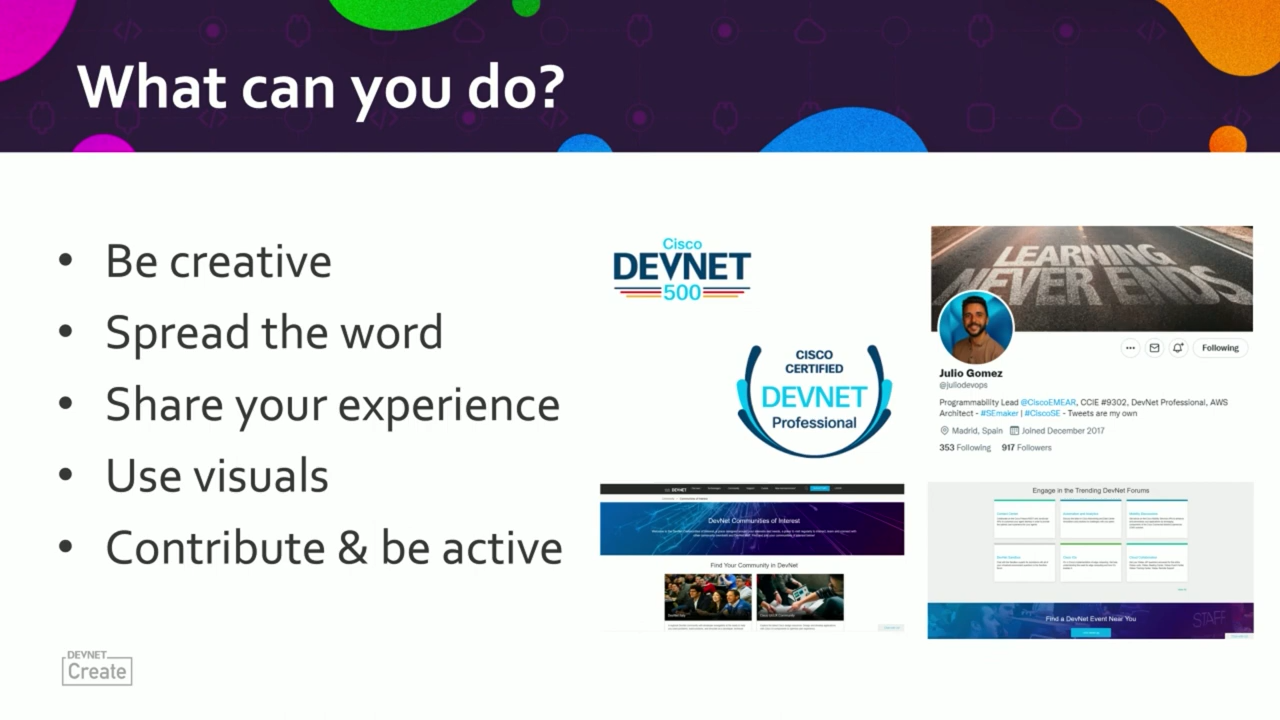 What can you do?
• Be creative
• Spread the word
• Share your experience
• Use visuals
• Contribute & be active
Cisco
DEVNET
500
CISCO
CERTIFIED
DEVNET
Professional
LEARNING
NEVER ENDS
Following
Julio Gomez
@juliodevops
Programmability Lead @CiscoEMEAR, CCIE #9302, DevNet Professional, AWS
Architect - #SEmaker | #CiscoSE - Tweets are my own
Madrid, Spain Joined December 2017
353 Following 917 Followers
DEVNET
DevNet Communities of Interest
Find Your Community in DevNet
Engage in the Trending DevNet Forums
Find a DevNet Event Near You
STAFF
DEVNET
Create